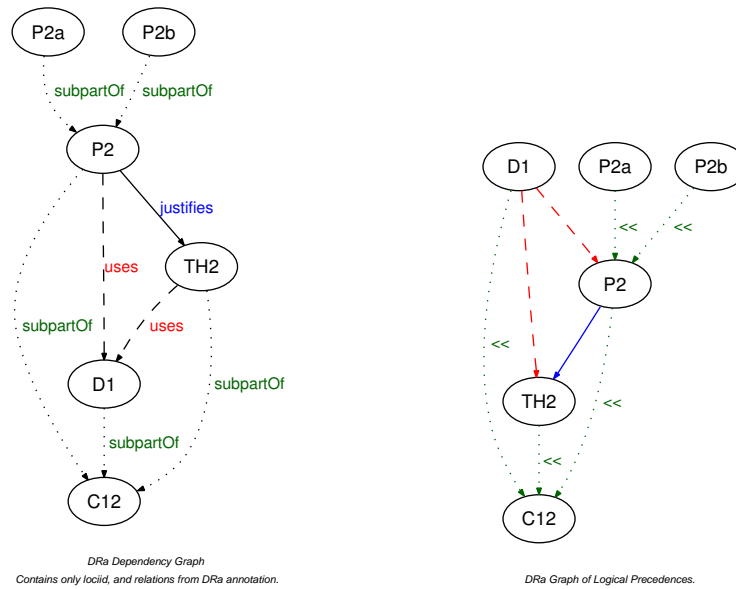 P2a
P2b
subpartOf
subpartOf
P2
justifies
uses
TH2
subpartOf
uses
D1
subpartOf
subpartOf
C12
DRa Dependency Graph
Contains only lociid, and relations from DRa annotation.
D1
P2a
P2b
<<
<<
P2
<<
TH2
<<
<<
C12
DRa Graph of Logical Precedences.